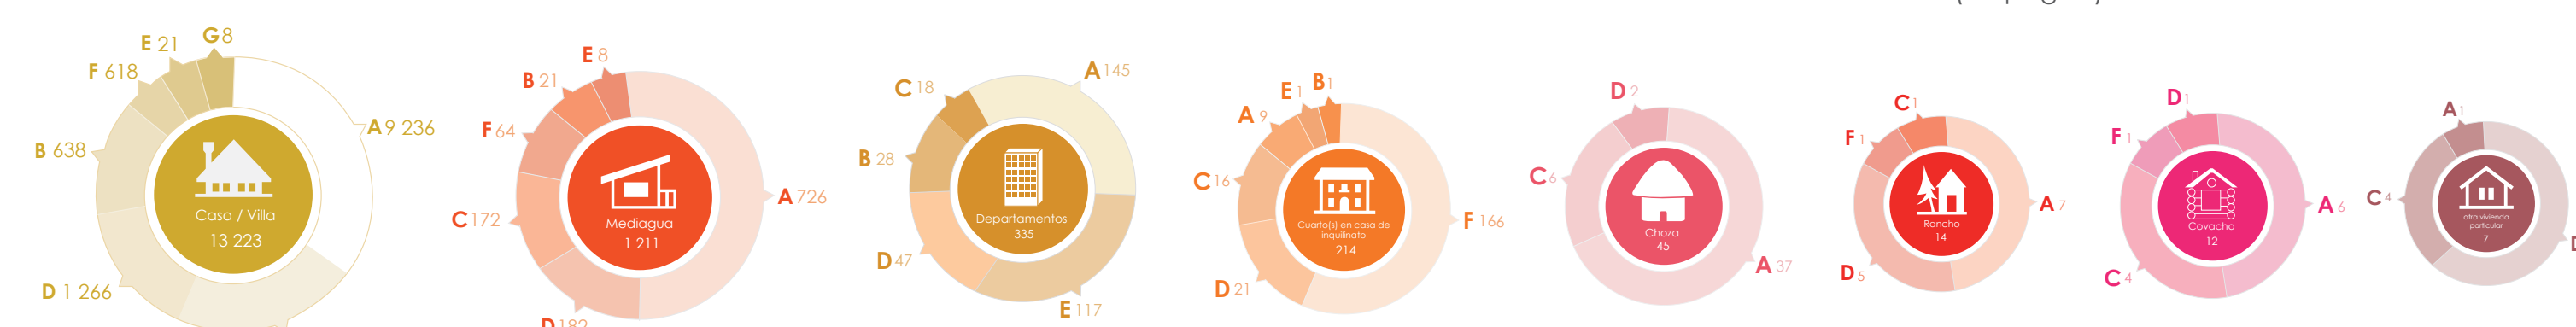 G8
E 21
F 618
B 638
A 9 236
D 1 266
Casa / Villa
13 223
E 8
B 21
F 64
C 172
A 726
D 182
Mediagua
1 211
A 145
C 18
B 28
D 47
E 117
Departamentos
335
B 1
E 1
A 9
C 16
D 21
F 166
Cuarto(s) en casa de
inquilinato
214
D 2
C 6
A 37
Choza
45
C 1
F 1
D 5
A 7
Rancho
14
D 1
F 1
C 4
A 6
Covacha
12
A 1
C 4
otra vivienda
particular
7